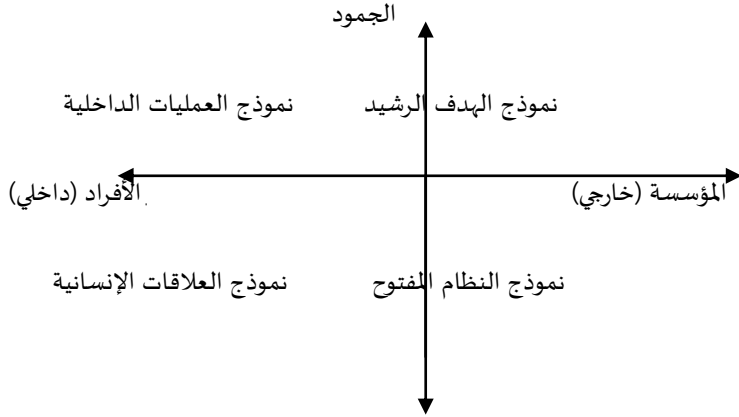 الجمود
نموذج الهدف الرشيد
نموذج العمليات الداخلية
المؤسسة (خارجي)
الأفراد (داخلي)
نموذج النظام المفتوح
نموذج العلاقات الإنسانية